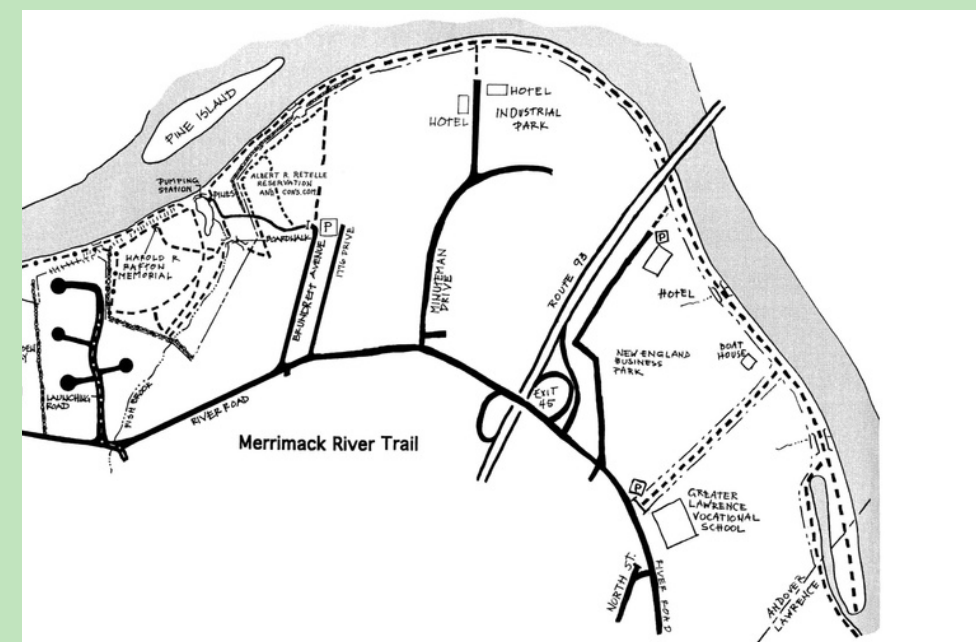 PINE ISLAND
HOTEL
HOTEL
INDUSTRIAL
PARK
PUMPING
STATION
PINES
ALBERT R. RETELLE
RESERVATION
AND CONS. COM.
BOARDWALK
P
HAROLD R.
RAFTON
MEMORIAL
BRUNDRETT AVENUE
1776 DRIVE
MINUTEMAN
DRIVE
ROUTE 93
P
HOTEL
BOAT
HOUSE
NEW ENGLAND
BUSINESS
PARK
EXIT
45
LAUNCHING
ROAD
FISH BROOK
RIVER ROAD
Merrimack River Trail
P
GREATER
LAWRENCE
VOCATIONAL
SCHOOL
NORTH ST.
RIVER ROAD
ANDOVER
LAWRENCE